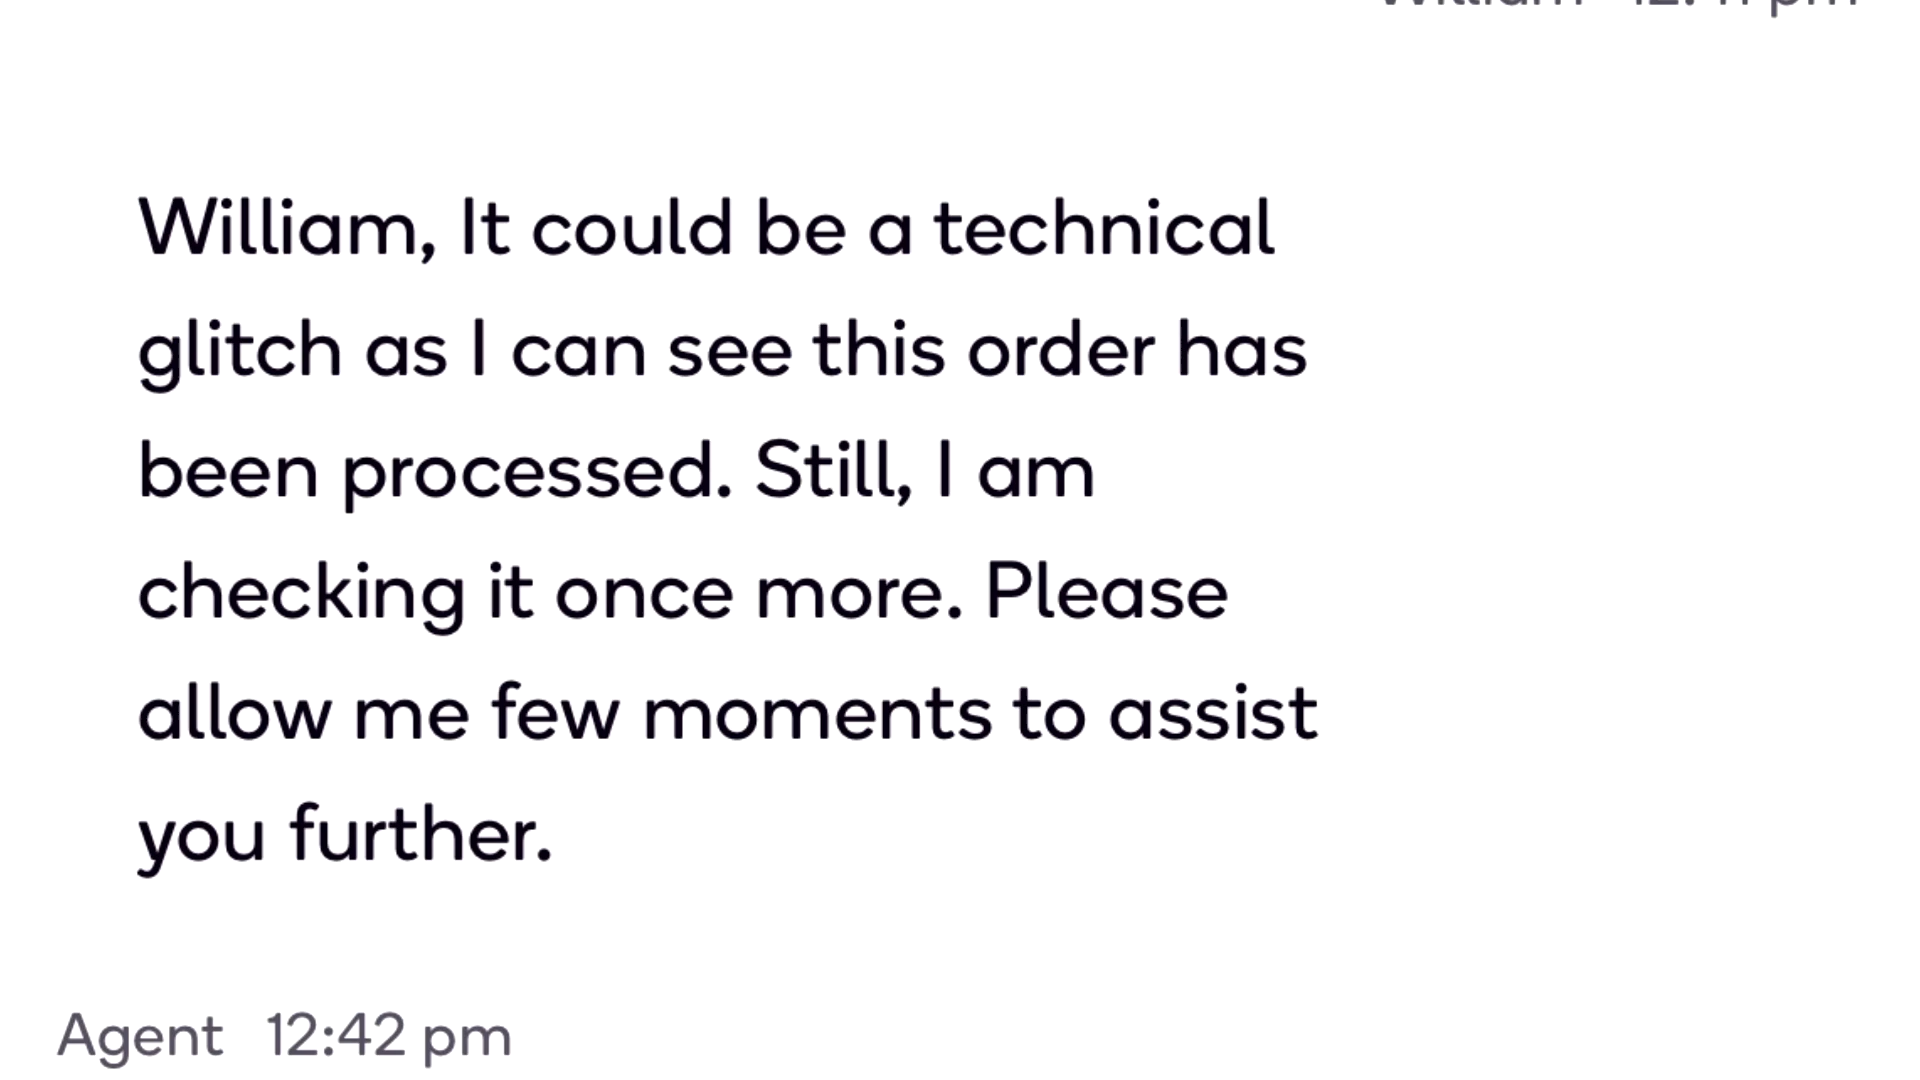 William, It could be a technical
glitch as I can see this order has
been processed. Still, I am
checking it once more. Please
allow me few moments to assist
you further.
Agent 12:42 pm